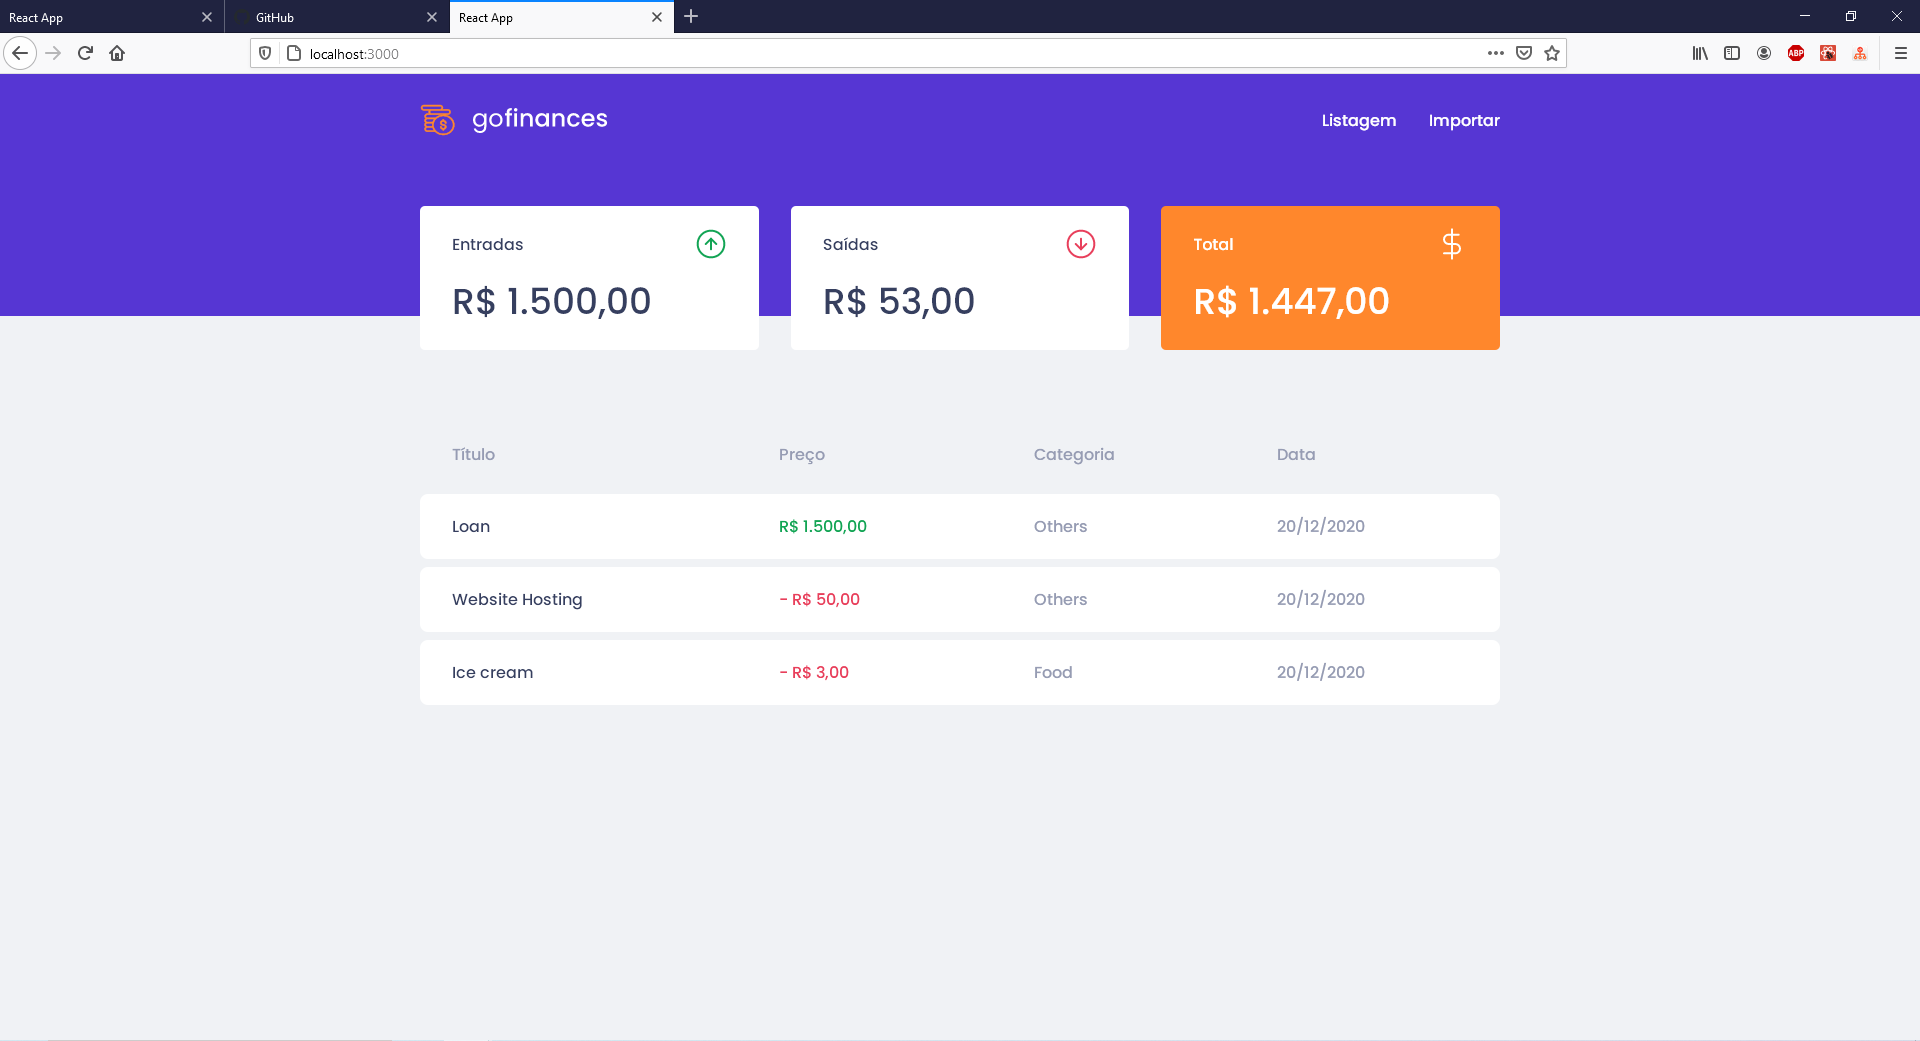 React App
GitHub
React App
localhost:3000
ABP
gofinances
Listagem
Importar
Entradas
R$ 1.500,00
Saídas
R$ 53,00
Total
$
R$ 1.447,00
Título Preço Categoria Data
Loan R$ 1.500,00 Others 20/12/2020
Website Hosting - R$ 50,00 Others 20/12/2020
Ice cream - R$ 3,00 Food 20/12/2020